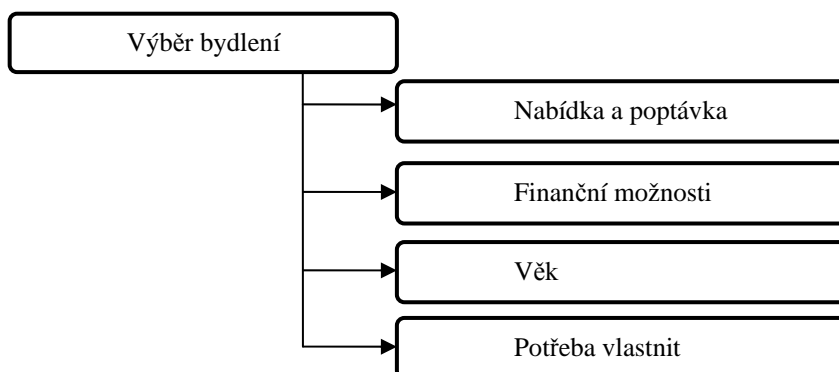 Výběr bydlení
Nabídka a poptávka
Finanční možnosti
Věk
Potřeba vlastnit